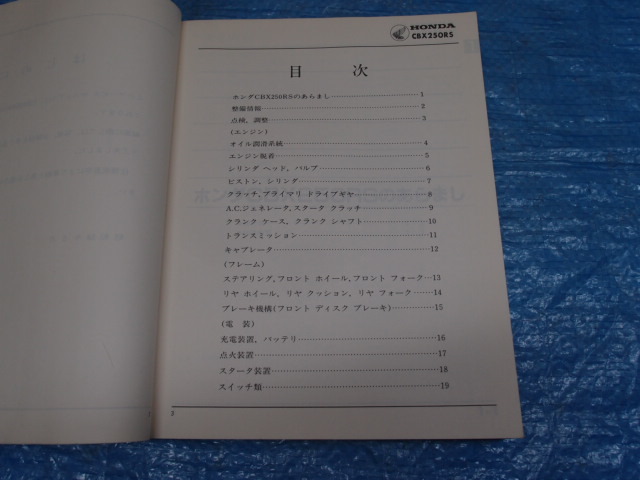 HONDA
CBX250RS
目 次
ホンダCBX250RSのあらまし……………………………1
整備情報……………………………2
点検、調整……………………………3
(エンジン)
オイル潤滑系統……………………………4
エンジン脱着……………………………5
シリンダ ヘッド、バルブ……………………………6
ピストン、シリンダ……………………………7
クラッチ,プライマリ ドライブギヤ……………………………8
A.C.ジェネレータ,スタータ クラッチ……………………………9
クランク ケース、クランク シャフト……………………………10
トランスミッション……………………………11
キャブレータ……………………………12
(フレーム)
ステアリング,フロント ホイール,フロント フォーク…13
リヤ ホイール、リヤ クッション、リヤ フォーク……14
ブレーキ機構(フロント ディスク ブレーキ)…………15
(電 装)
充電装置、バッテリ……………………………16
点火装置……………………………17
スタータ装置……………………………18
スイッチ類……………………………19
2